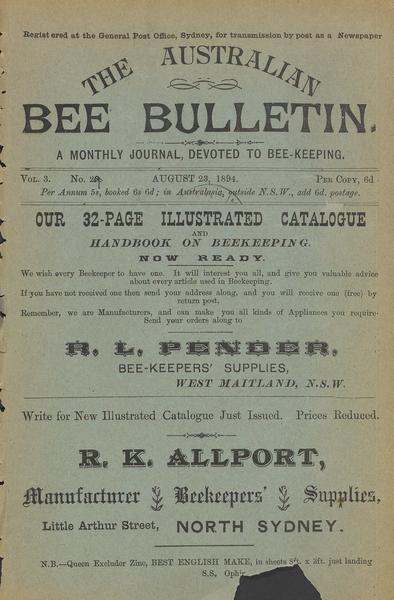 Registered at the General Post Office, Sydney, for transmission by post as a Newspaper
THE AUSTRALIAN
BEE BULLETIN.
A MONTHLY JOURNAL, DEVOTED TO BEE-KEEPING.
VOL. 3. No. AUGUST 23, 1894. PER COPY, 6d
Per Annum 5s, booked 6s 6d; in Australasia, outside N.S.W., add 6d. postage.
OUR 32-PAGE ILLUSTRATED CATALOGUE
AND
HANDBOOK ON BEEKEEPING.
NOW READY.
We wish every Beekeeper to have one. It will interest you all, and give you valuable advice
about every article used in Beekeeping.
If you have not received one then send your address along, and you will receive one (free) by
return post.
Remember, we are Manufacturers, and can make you all kinds of Appliances you require.
Send your orders along to
R. L. PENDER,
BEE-KEEPERS' SUPPLIES,
WEST MAITLAND, N.S.W.
Write for New Illustrated Catalogue Just Issued. Prices Reduced.
R. K. ALLPORT,
Manufacturer Beekeepers' Supplies,
Little Arthur Street, NORTH SYDNEY.
N.B.—Queen Excluder Zinc, BEST ENGLISH MAKE, in sheets 8ft. x 2ft. just landing
S.S. Ophir